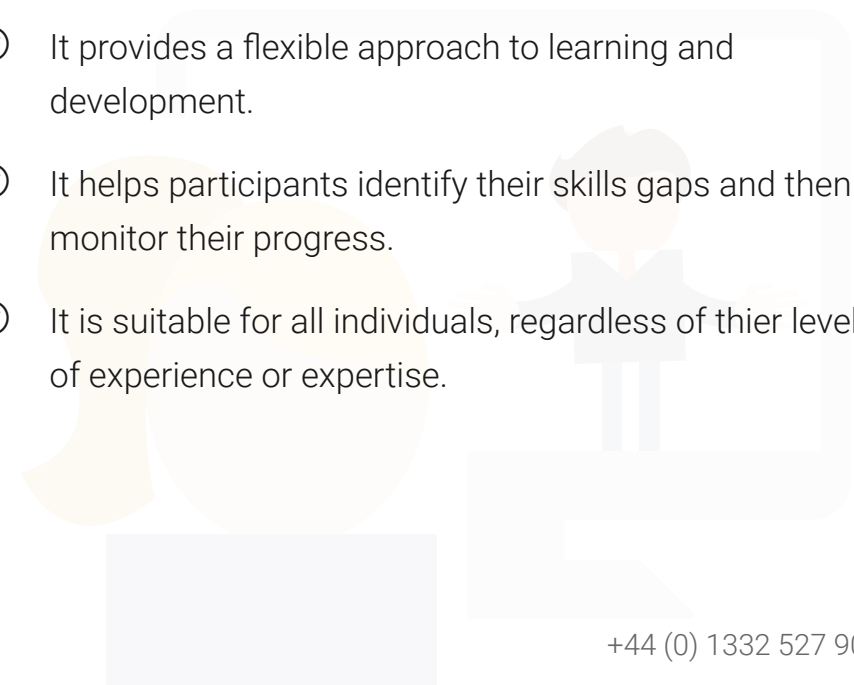 It provides a flexible approach to learning and
development.
It helps participants identify their skills gaps and then
monitor their progress.
It is suitable for all individuals, regardless of thier level
of experience or expertise.
+44 (0) 1332 527 9